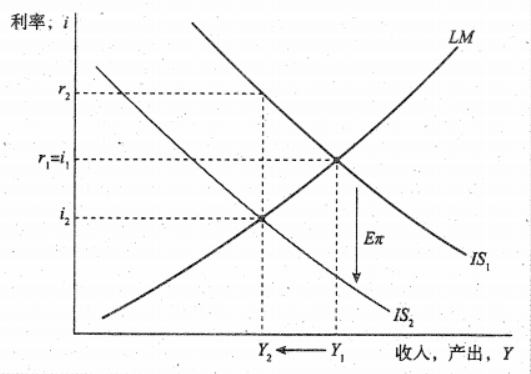 利率，i
LM
r₂
r₁=i₁
i₂
Eπ
IS₁
IS₂
Y₂
Y₁
收入，产出，Y